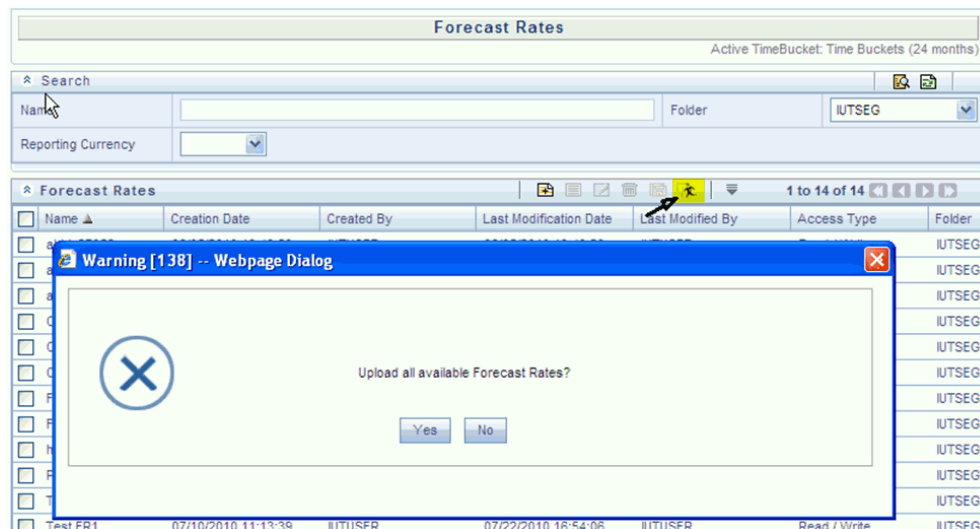 Forecast Rates
Active TimeBucket: Time Buckets (24 months)
Search
Name
Folder
IUTSEG
Reporting Currency
Forecast Rates
1 to 14 of 14
Name Creation Date Created By Last Modification Date Last Modified By Access Type Folder
IUTSEG
Warning [138] -- Webpage Dialog
IUTSEG
IUTSEG
IUTSEG
IUTSEG
IUTSEG
Upload all available Forecast Rates?
IUTSEG
IUTSEG
Yes No
IUTSEG
IUTSEG
IUTSEG
Test FR1 07/10/2010 11:13:39 IUTUSER 07/22/2010 16:54:06 IUTUSER Read / Write IUTSEG